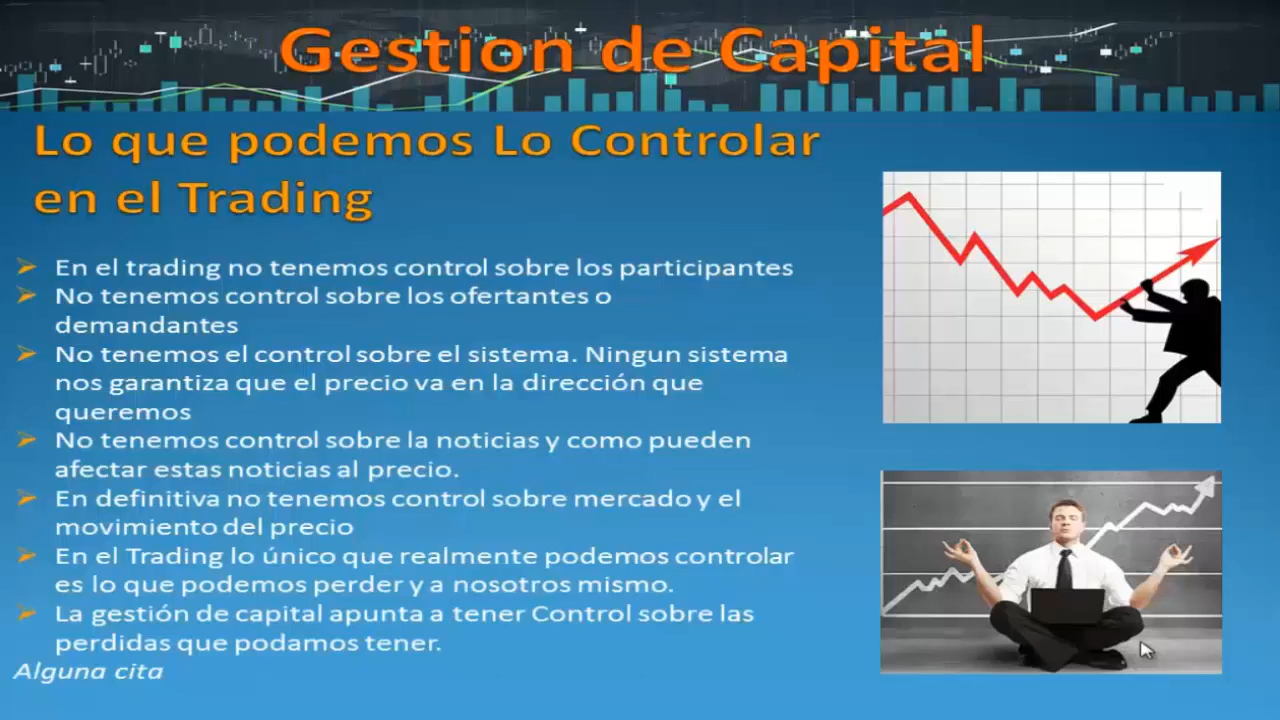 Gestion de Capital
Lo que podemos Lo Controlar
en el Trading
En el trading no tenemos control sobre los participantes
No tenemos control sobre los ofertantes o
demandantes
No tenemos el control sobre el sistema. Ningun sistema
nos garantiza que el precio va en la dirección que
queremos
No tenemos control sobre la noticias y como pueden
afectar estas noticias al precio.
En definitiva no tenemos control sobre mercado y el
movimiento del precio
En el Trading lo único que realmente podemos controlar
es lo que podemos perder y a nosotros mismo.
La gestión de capital apunta a tener Control sobre las
perdidas que podamos tener.
Alguna cita